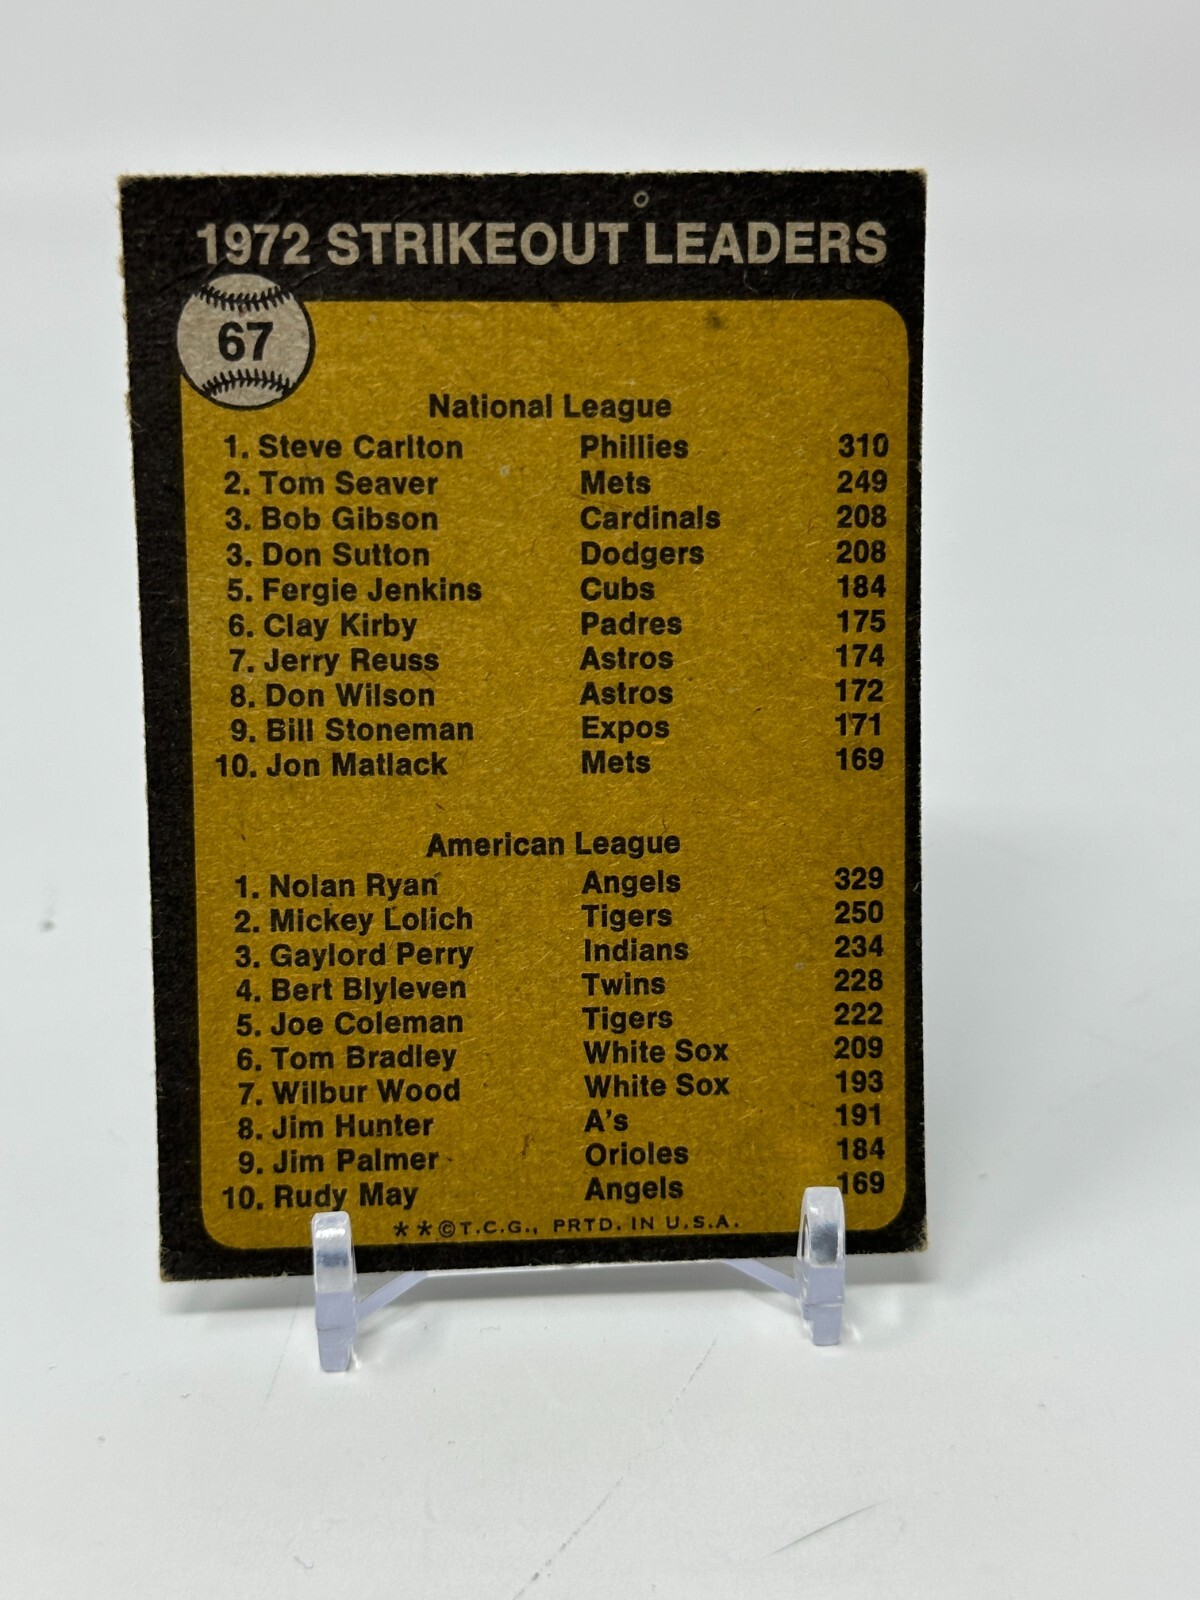 1972 STRIKEOUT LEADERS
67
National League
1. Steve Carlton Phillies 310
2. Tom Seaver Mets 249
3. Bob Gibson Cardinals 208
3. Don Sutton Dodgers 208
5. Fergie Jenkins Cubs 184
6. Clay Kirby Padres 175
7. Jerry Reuss Astros 174
8. Don Wilson Astros 172
9. Bill Stoneman Expos 171
10. Jon Matlack Mets 169
American League
1. Nolan Ryan Angels 329
2. Mickey Lolich Tigers 250
3. Gaylord Perry Indians 234
4. Bert Blyleven Twins 228
5. Joe Coleman Tigers 222
6. Tom Bradley White Sox 209
7. Wilbur Wood White Sox 193
8. Jim Hunter A's 191
9. Jim Palmer Orioles 184
10. Rudy May Angels 169
**©T.C.G., PRTD. IN U.S.A.